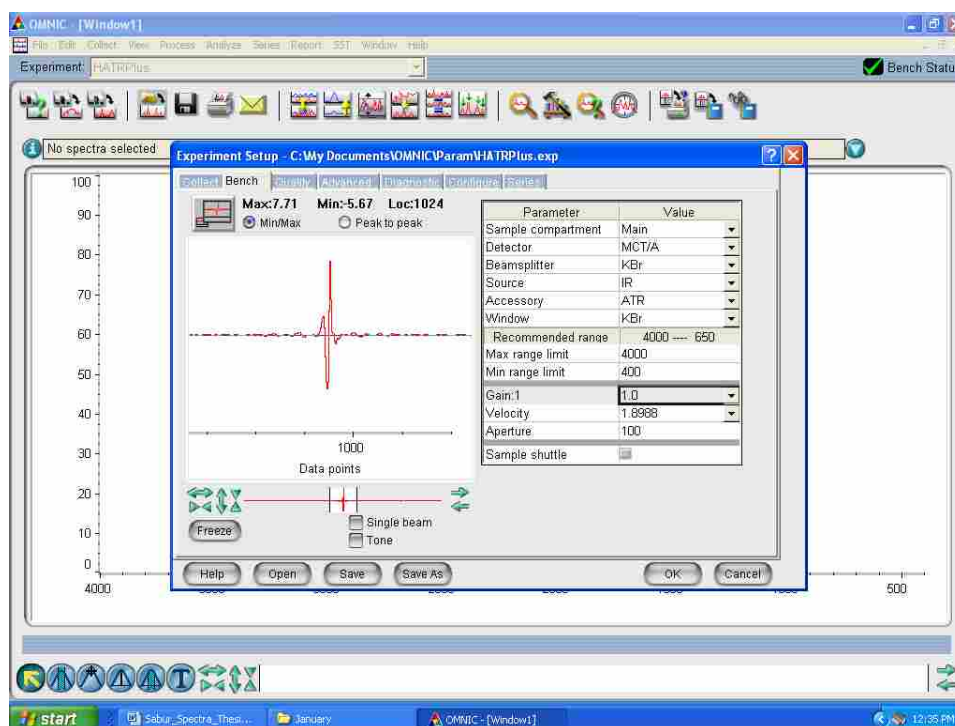 OMNIC - [Window1]
File Edit Collect View Process Analyze Series Report SST Window Help
Experiment: HATRPlus
Bench Statu
No spectra selected
Experiment Setup - C:\My Documents\OMNIC\Param\HATRPlus.exp
Collect Bench Quality Advanced Diagnostic Configure Series
Max:7.71 Min:-5.67 Loc:1024
Min/Max Peak to peak
1000
Data points
Freeze
Single beam
Tone
Parameter Value
Sample compartment Main
Detector MCT/A
Beamsplitter KBr
Source IR
Accessory ATR
Window KBr
Recommended range 4000 ---- 650
Max range limit 4000
Min range limit 400
Gain:1 1.0
Velocity 1.8988
Aperture 100
Sample shuttle
Help Open Save Save As OK Cancel
100
90
80
70
60
50
40
30
20
10
0
4000 500
T
start Sabur_Spectra_Thesi... January OMNIC - [Window1] 12:35 PM